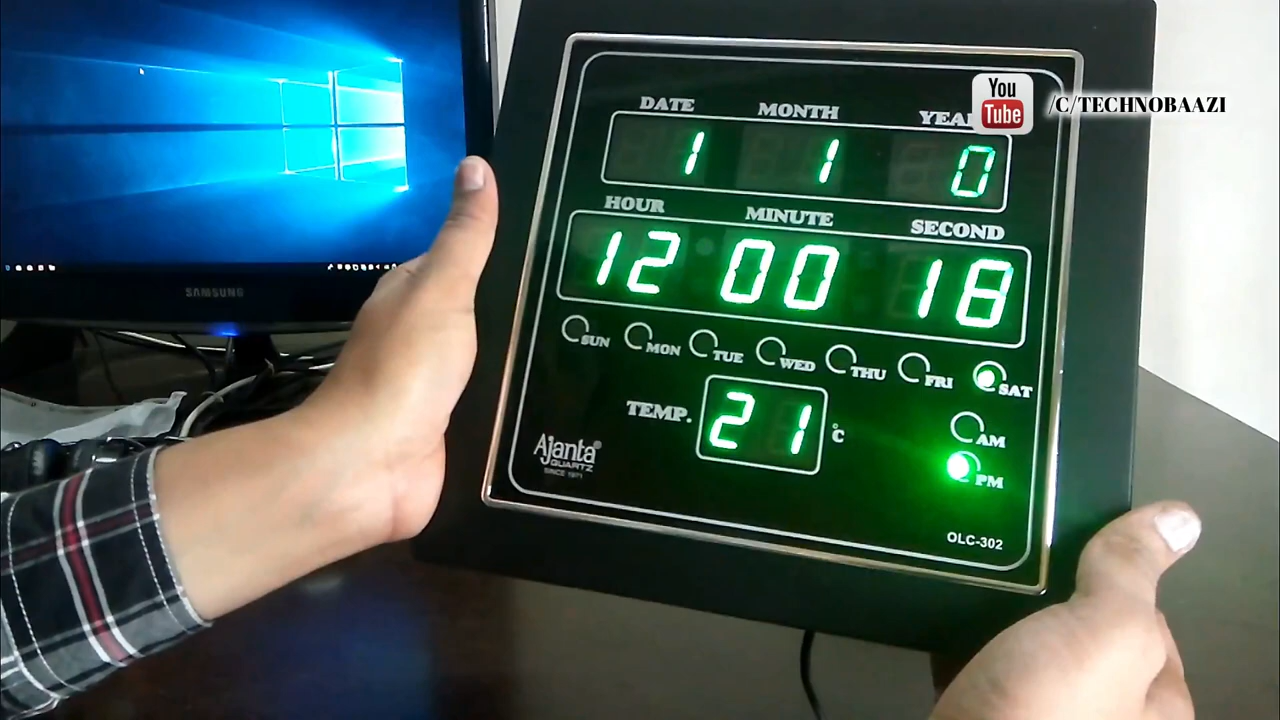 You
Tube
/C/TECHNOBAAZI
DATE MONTH YEA
1 1 0
HOUR MINUTE SECOND
12 00 18
SUN MON TUE WED THU FRI SAT
TEMP. 21 °C
AM
PM
Ajanta®
QUARTZ
SINCE 1971
OLC-302
SAMSUNG